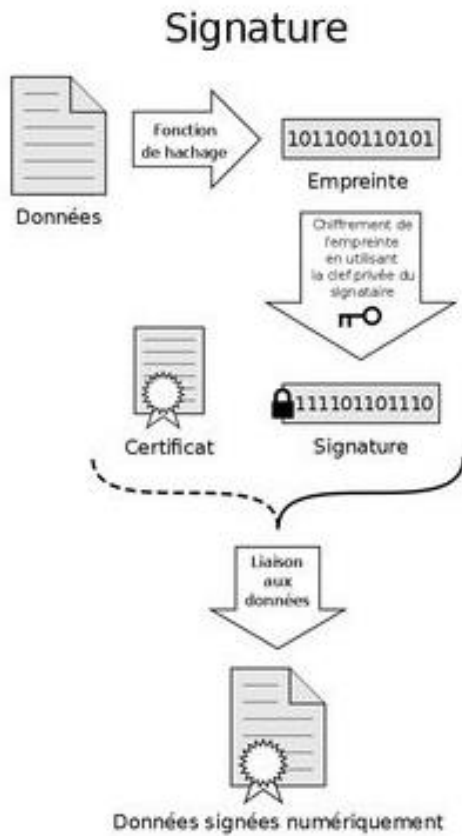 Signature
Fonction
de hachage
101100110101
Empreinte
Données
Chiffrement de
l'empreinte
en utilisant
la clef privée du
signataire
Certificat
111101101110
Signature
Liaison
aux
données
Données signées numériquement